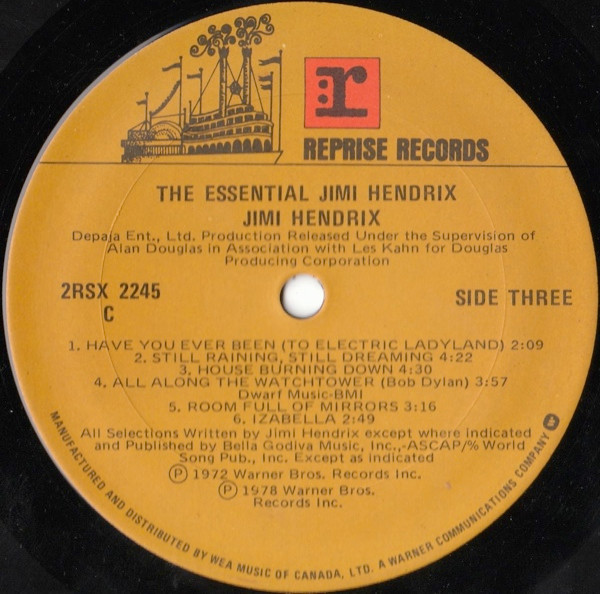 r
REPRISE RECORDS
THE ESSENTIAL JIMI HENDRIX
JIMI HENDRIX
Depaja Ent., Ltd. Production Released Under the Supervision of
Alan Douglas in Association with Les Kahn for Douglas
Producing Corporation
2RSX 2245
C
SIDE THREE
1. HAVE YOU EVER BEEN (TO ELECTRIC LADYLAND) 2:09
2. STILL RAINING, STILL DREAMING 4:22
3. HOUSE BURNING DOWN 4:30
4. ALL ALONG THE WATCHTOWER (Bob Dylan) 3:57
Dwarf Music-BMI
5. ROOM FULL OF MIRRORS 3:16
6. IZABELLA 2:49
All Selections Written by Jimi Hendrix except where indicated
and Published by Bella Godiva Music, Inc.,-ASCAP/% World
Song Pub., Inc. Except as indicated
Ⓟ 1972 Warner Bros. Records Inc.
Ⓟ 1978 Warner Bros.
Records Inc.
MANUFACTURED AND DISTRIBUTED BY WEA MUSIC OF CANADA, LTD. A WARNER COMMUNICATIONS COMPANY